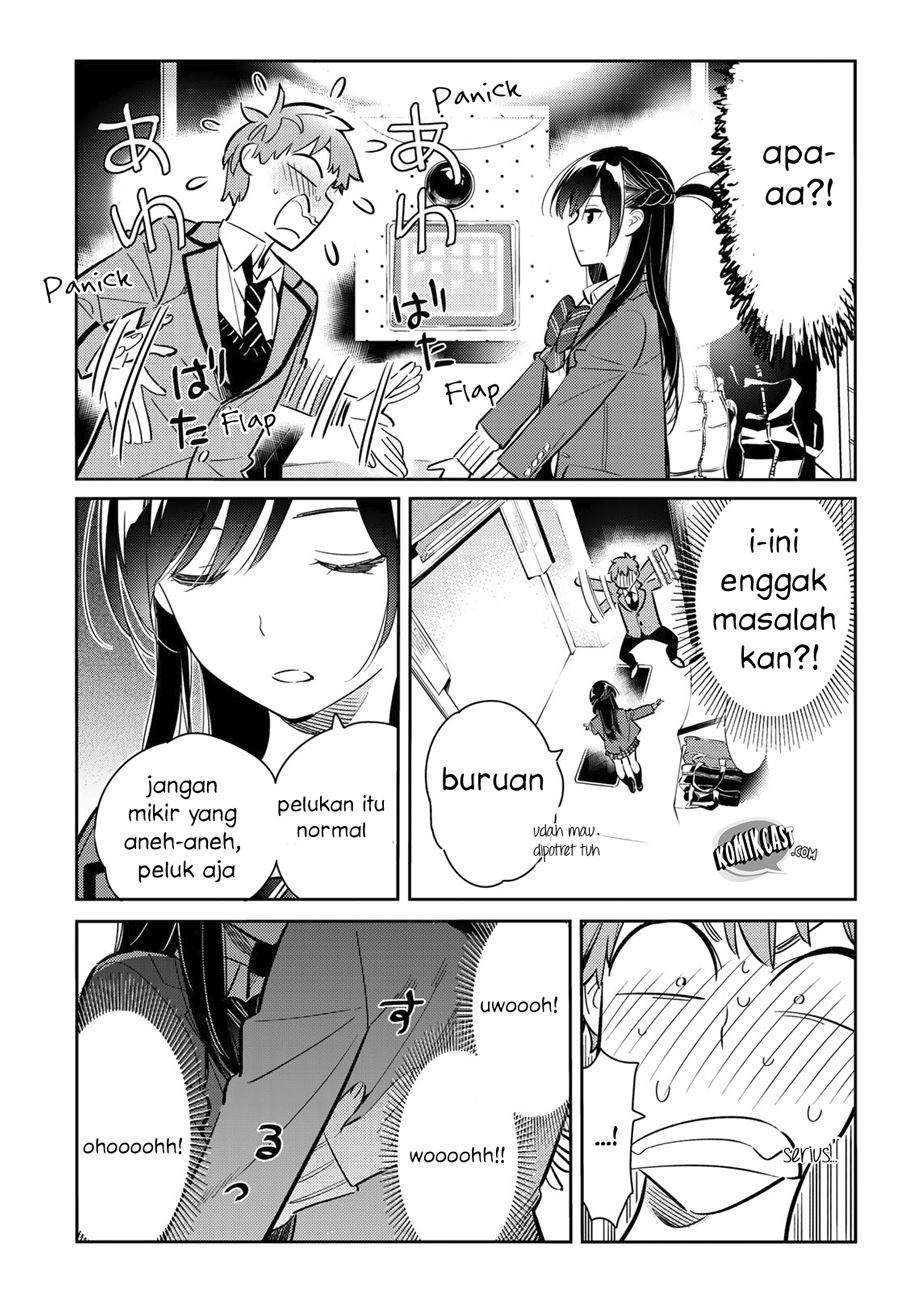 apa-
aa?!
Panick
あわ
あわ
Panick
ばた
Flap
ばた
Flap
i-ini
enggak
masalah
kan?!
buruan
udah mau
dipotret tuh
KOMIKCAST
.COM
pelukan itu
normal
jangan
mikir yang
aneh-aneh,
peluk aja
serius!!
...!
uwoooh!
woooohh!!
するっ
ohoooohh!